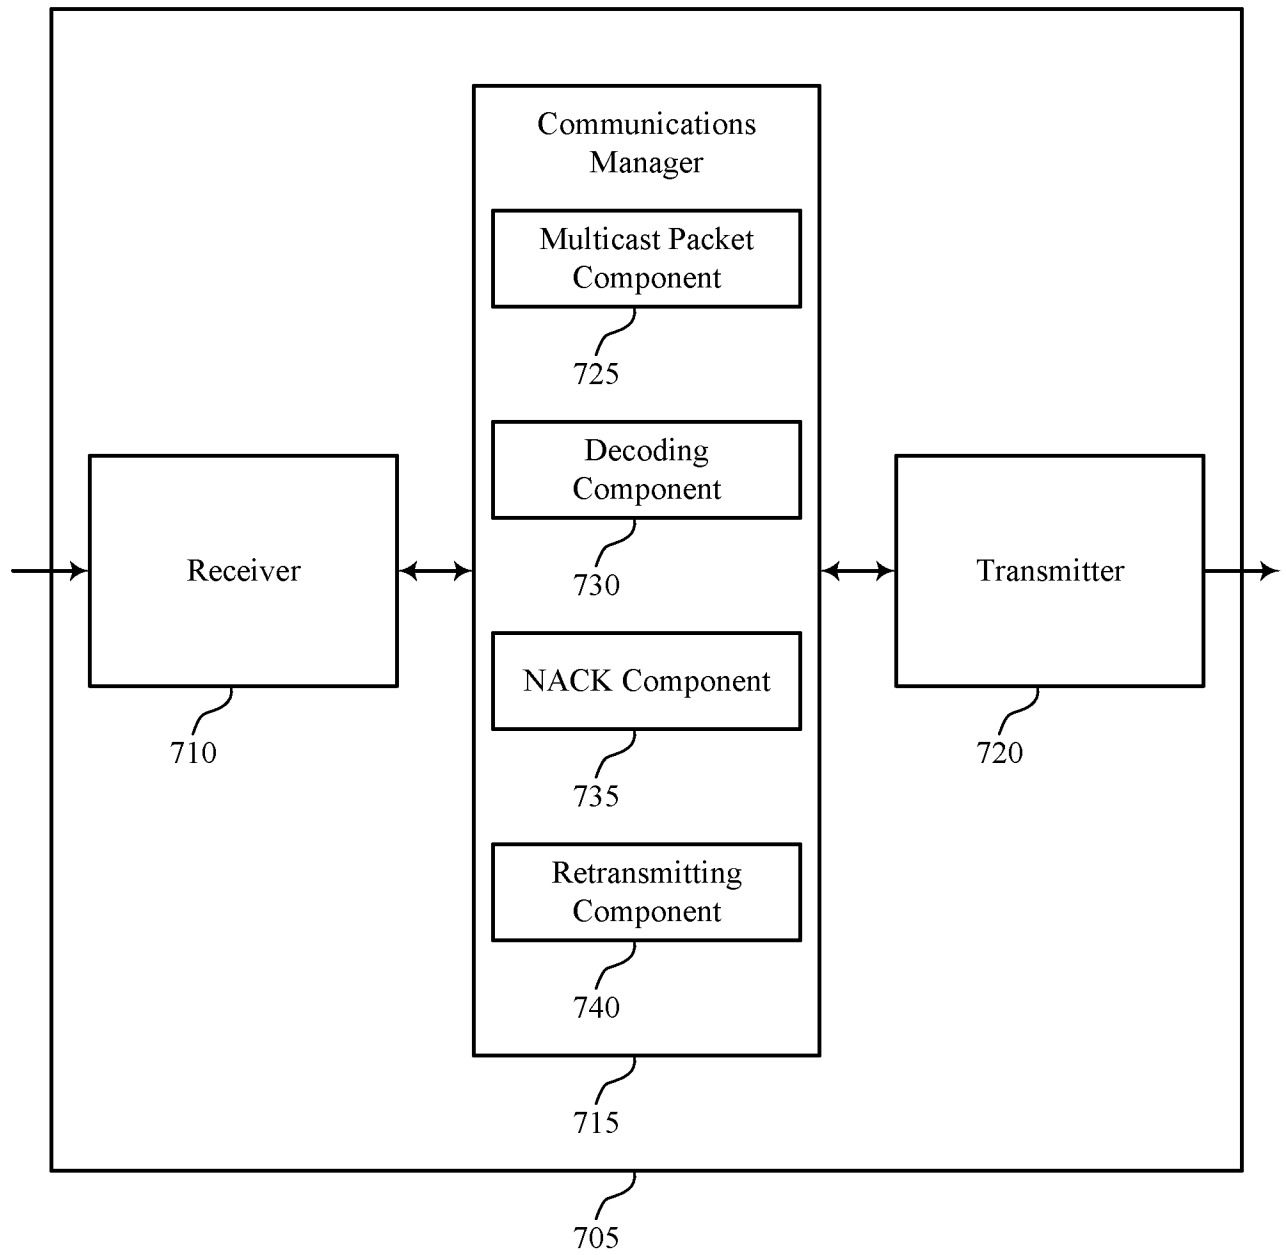 Communications
Manager
Multicast Packet
Component
725
Decoding
Component
730
Receiver
710
Transmitter
720
NACK Component
735
Retransmitting
Component
740
715
705